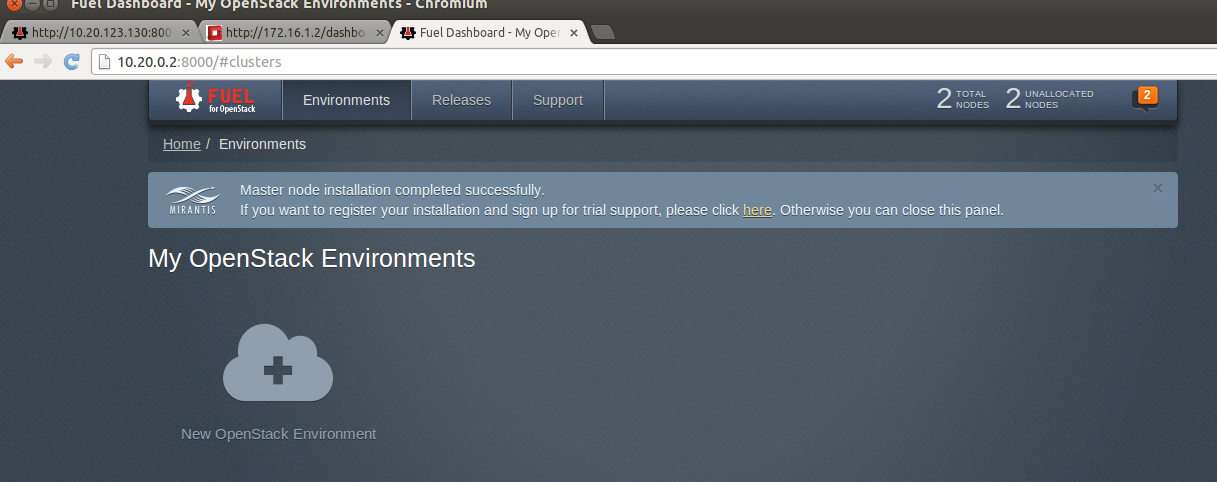 Fuel Dashboard - My OpenStack Environments - Chromium
http://10.20.123.130:800
http://172.16.1.2/dashbo
Fuel Dashboard - My Ope
10.20.0.2:8000/#clusters
FUEL
for OpenStack
Environments
Releases
Support
2 TOTAL NODES
2 UNALLOCATED NODES
2
Home / Environments
MIRANTIS
Master node installation completed successfully.
If you want to register your installation and sign up for trial support, please click here. Otherwise you can close this panel.
My OpenStack Environments
New OpenStack Environment